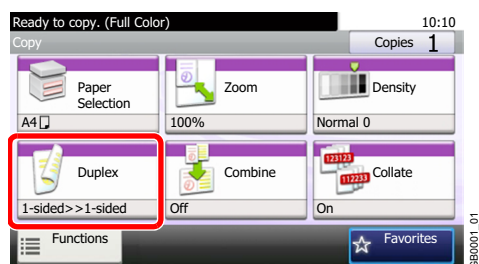 Ready to copy. (Full Color)
10:10
Copy
Copies 1
Paper
Selection
Zoom
Density
A4
100%
Normal 0
Duplex
Combine
123123
112233
Collate
1-sided>>1-sided
Off
On
Functions
Favorites